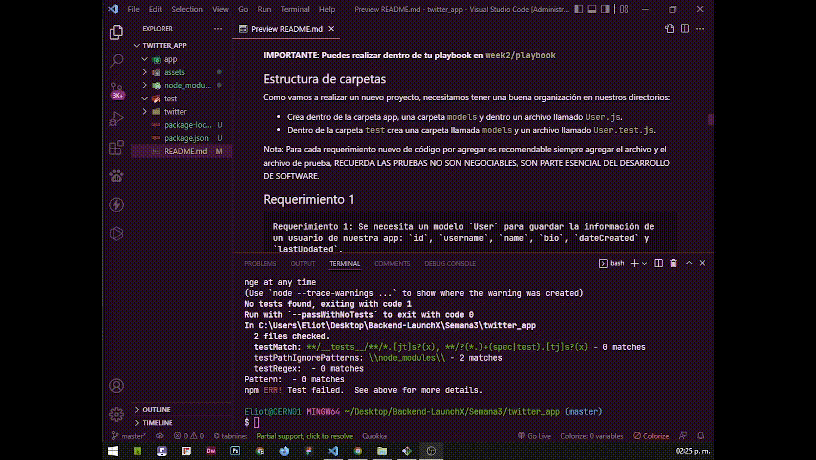 File Edit Selection View Go Run Terminal Help Preview README.md - twitter_app - Visual Studio Code [Administr...
EXPLORER
Preview README.md
TWITTER_APP
app
assets
node_modu...
test
twitter
package-loc... U
package.json U
README.md M
3K+
IMPORTANTE: Puedes realizar dentro de tu playbook en week2/playbook
Estructura de carpetas
Como vamos a realizar un nuevo proyecto, necesitamos tener una buena organización en nuestros directorios:
• Crea dentro de la carpeta app, una carpeta models y dentro un archivo llamado User.js.
• Dentro de la carpeta test crea una carpeta llamada models y un archivo llamado User.test.js.
Nota: Para cada requerimiento nuevo de código por agregar es recomendable siempre agregar el archivo y el
archivo de prueba, RECUERDA LAS PRUEBAS NO SON NEGOCIABLES, SON PARTE ESENCIAL DEL DESARROLLO
DE SOFTWARE.
Requerimiento 1
Requerimiento 1: Se necesita un modelo `User` para guardar la información de
un usuario de nuestra app: `id`, `username`, `name`, `bio`, `dateCreated` y
`lastUpdated`.
PROBLEMS OUTPUT TERMINAL COMMENTS DEBUG CONSOLE
bash
nge at any time
(Use `node --trace-warnings ...` to show where the warning was created)
No tests found, exiting with code 1
Run with `--passWithNoTests` to exit with code 0
In C:\Users\Eliot\Desktop\Backend-LaunchX\Semana3\twitter_app
2 files checked.
testMatch: **/__tests__/**/*.[jt]s?(x), **/?(*.)+(spec|test).[tj]s?(x) - 0 matches
testPathIgnorePatterns: \\node_modules\\ - 2 matches
testRegex: - 0 matches
Pattern: - 0 matches
npm ERR! Test failed. See above for more details.
Eliot@CERN01 MINGW64 ~/Desktop/Backend-LaunchX/Semana3/twitter_app (master)
$
OUTLINE
TIMELINE
master* 0 0 tabnine: Partial support, click to resolve Quokka Go Live Colorize: 0 variables Colorize
02:25 p. m.